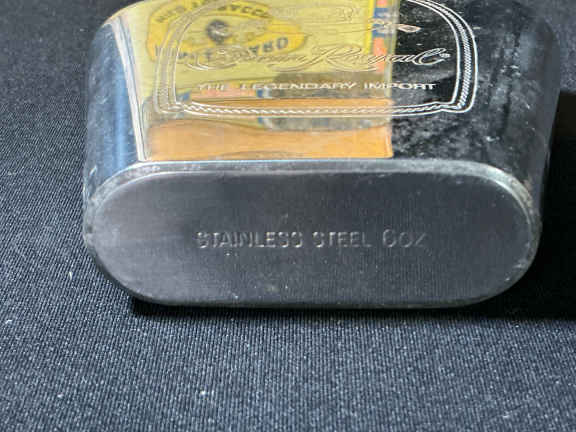 Crown Royal
THE LEGENDARY IMPORT
STAINLESS STEEL 6oz